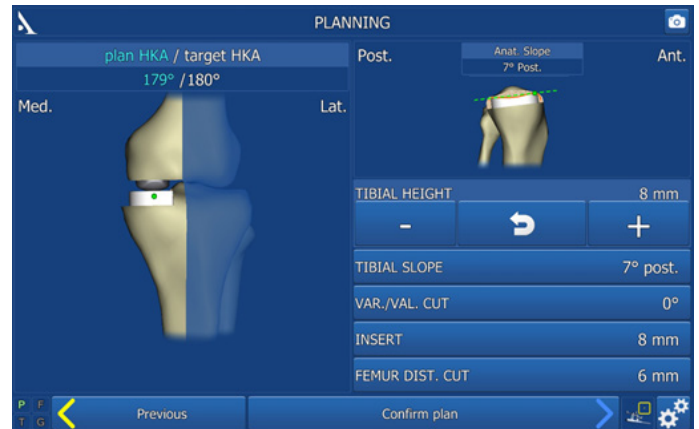 PLANNING
plan HKA / target HKA
179° /180°
Med.
Lat.
Post.
Anat. Slope
7° Post.
Ant.
TIBIAL HEIGHT 8 mm
- +
TIBIAL SLOPE 7° post.
VAR./VAL. CUT 0°
INSERT 8 mm
FEMUR DIST. CUT 6 mm
P F
T G
Previous
Confirm plan